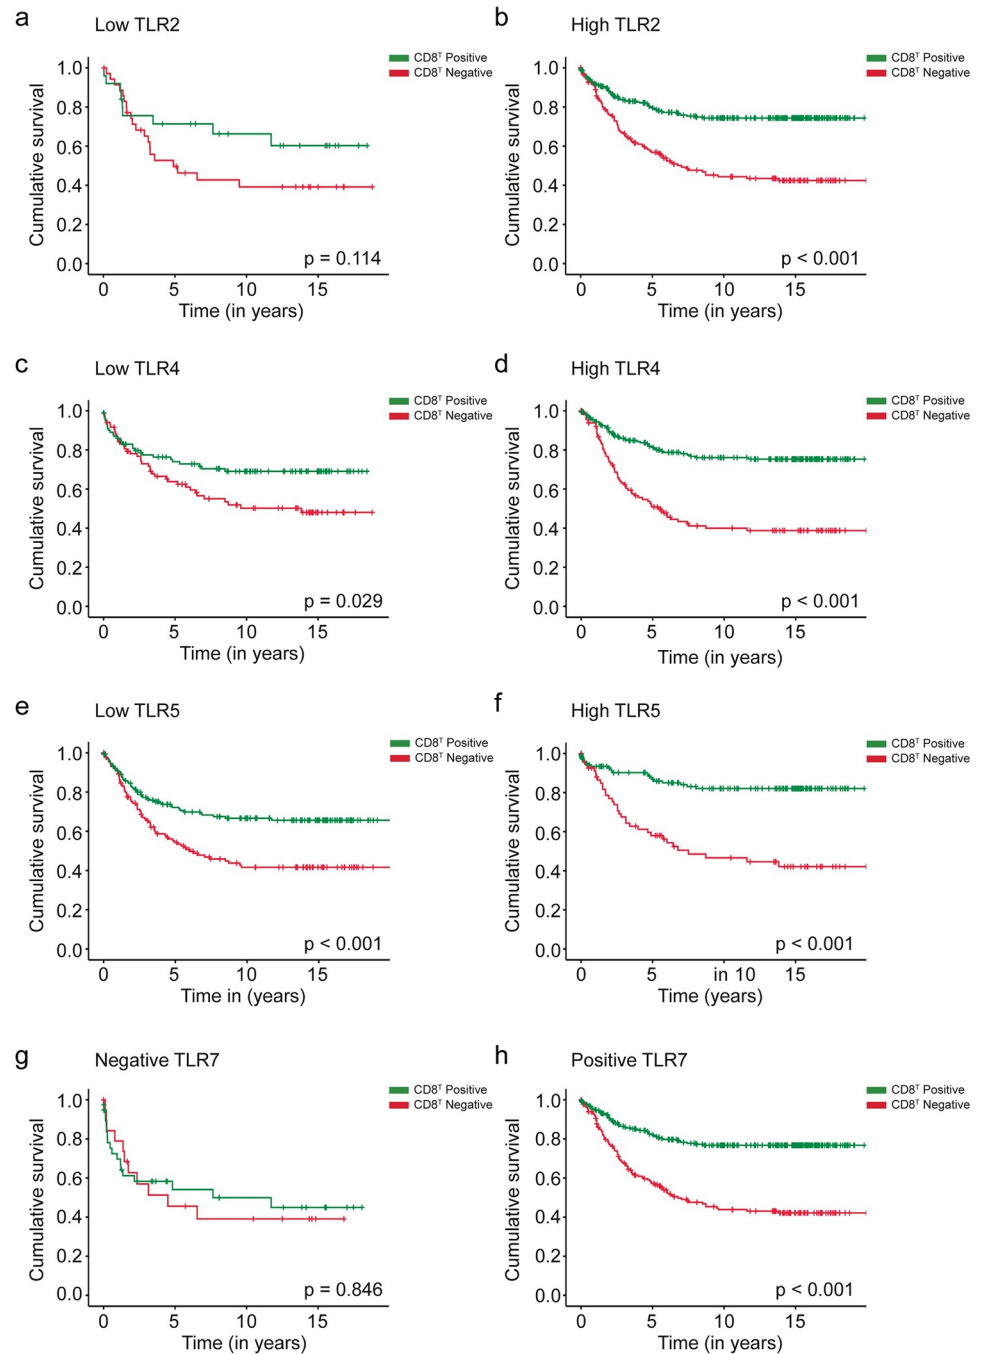 a
Low TLR2
CD8ᵀ Positive
CD8ᵀ Negative
Cumulative survival
1.0
0.8
0.6
0.4
0.2
0.0
p = 0.114
0 5 10 15
Time (in years)
b
High TLR2
CD8ᵀ Positive
CD8ᵀ Negative
Cumulative survival
1.0
0.8
0.6
0.4
0.2
0.0
p < 0.001
0 5 10 15
Time (in years)
c
Low TLR4
CD8ᵀ Positive
CD8ᵀ Negative
Cumulative survival
1.0
0.8
0.6
0.4
0.2
0.0
p = 0.029
0 5 10 15
Time (in years)
d
High TLR4
CD8ᵀ Positive
CD8ᵀ Negative
Cumulative survival
1.0
0.8
0.6
0.4
0.2
0.0
p < 0.001
0 5 10 15
Time (in years)
e
Low TLR5
CD8ᵀ Positive
CD8ᵀ Negative
Cumulative survival
1.0
0.8
0.6
0.4
0.2
0.0
p < 0.001
0 5 10 15
Time in (years)
f
High TLR5
CD8ᵀ Positive
CD8ᵀ Negative
Cumulative survival
1.0
0.8
0.6
0.4
0.2
0.0
p < 0.001
0 5 in 10 15
Time (years)
g
Negative TLR7
CD8ᵀ Positive
CD8ᵀ Negative
Cumulative survival
1.0
0.8
0.6
0.4
0.2
0.0
p = 0.846
0 5 10 15
Time (in years)
h
Positive TLR7
CD8ᵀ Positive
CD8ᵀ Negative
Cumulative survival
1.0
0.8
0.6
0.4
0.2
0.0
p < 0.001
0 5 10 15
Time (in years)